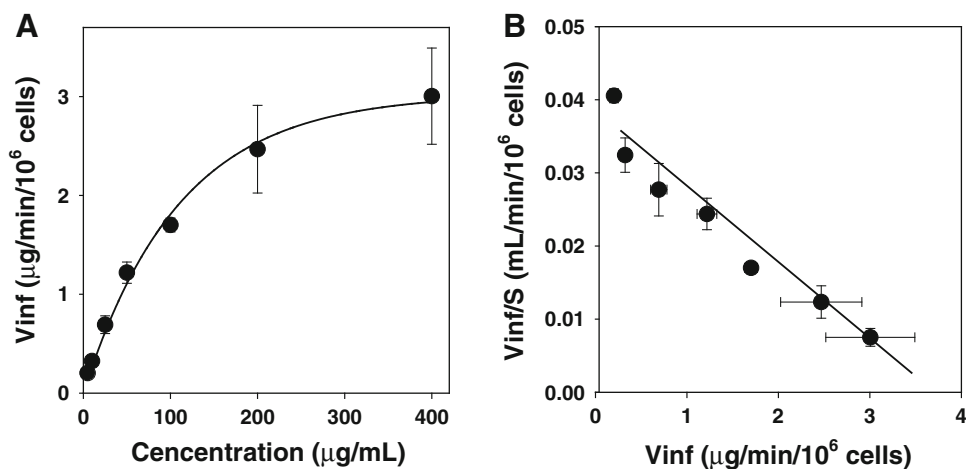 A
Vinf (μg/min/10⁶ cells)
3
2
1
0
0 100 200 300 400
Cencentration (μg/mL)
B
Vinf/S (mL/min/10⁶ cells)
0.05
0.04
0.03
0.02
0.01
0.00
0 1 2 3 4
Vinf (μg/min/10⁶ cells)